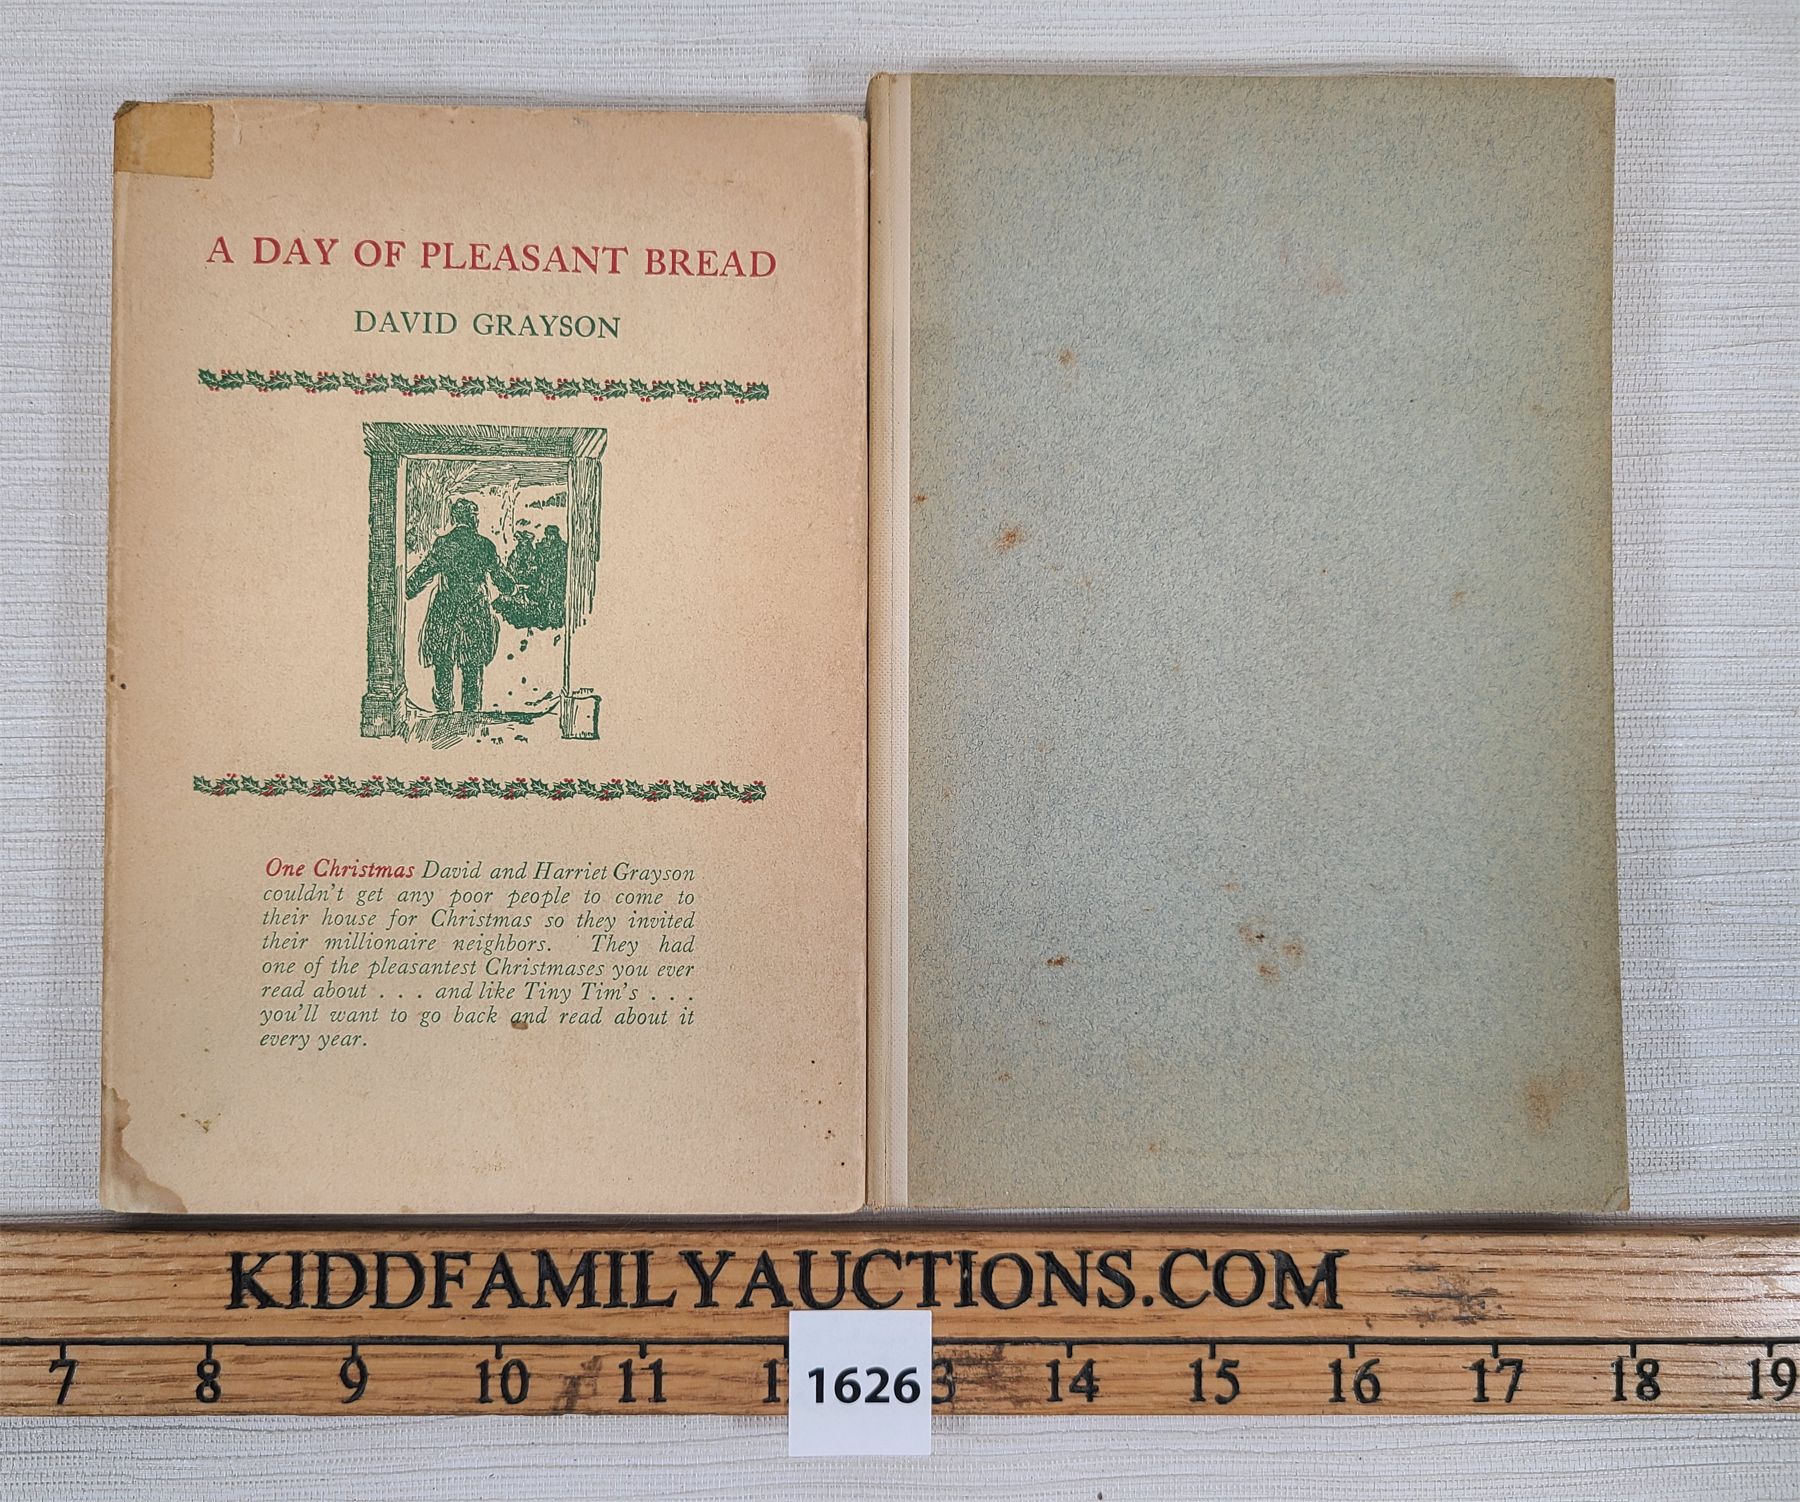 A DAY OF PLEASANT BREAD
DAVID GRAYSON
One Christmas David and Harriet Grayson
couldn't get any poor people to come to
their house for Christmas so they invited
their millionaire neighbors. They had
one of the pleasantest Christmases you ever
read about . . . and like Tiny Tim's . . .
you'll want to go back and read about it
every year.
KIDDFAMILYAUCTIONS.COM
7 8 9 10 11 1 1626 3 14 15 16 17 18 19